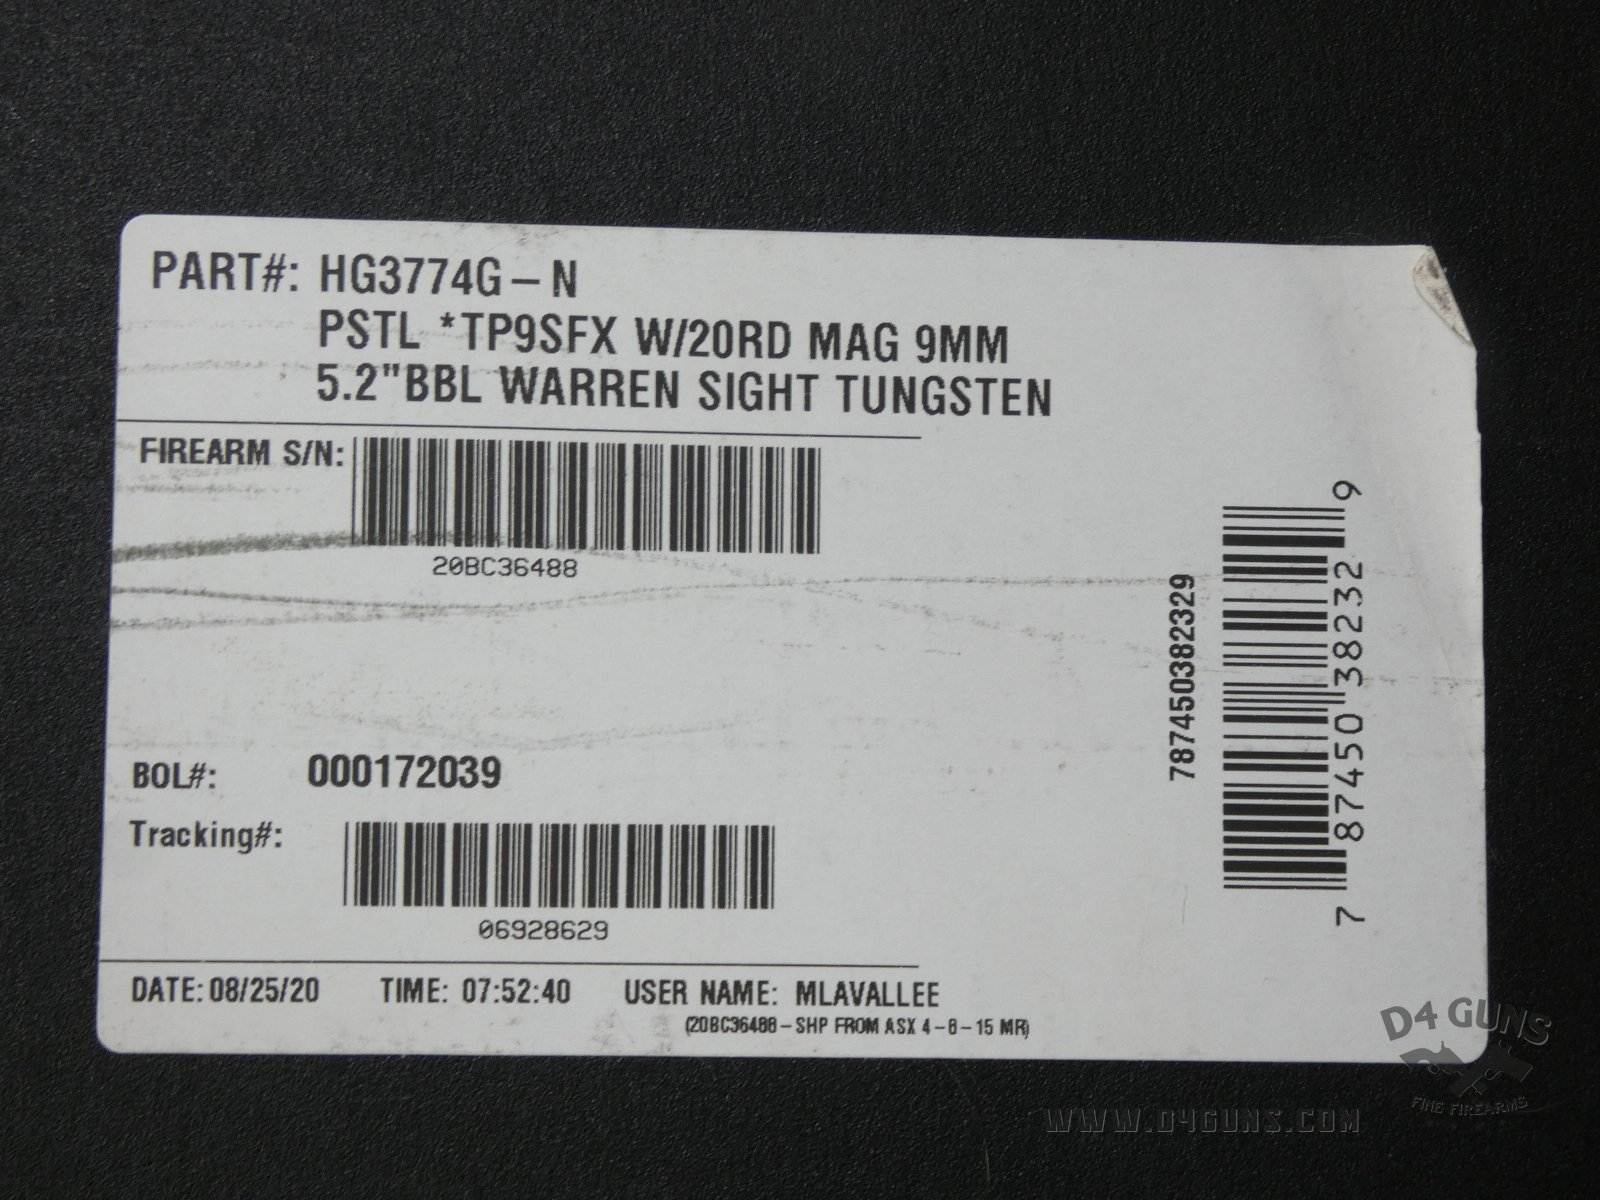 PART#: HG3774G-N
PSTL *TP9SFX W/20RD MAG 9MM
5.2"BBL WARREN SIGHT TUNGSTEN
FIREARM S/N:
20BC36488
BOL#: 000172039
Tracking#:
06928629
DATE: 08/25/20 TIME: 07:52:40 USER NAME: MLAVALLEE
(20BC36488-SHP FROM ASX 4-8-15 MR)
787450382329
7 87450 38232 9
D4 GUNS
FINE FIREARMS
WWW.D4GUNS.COM